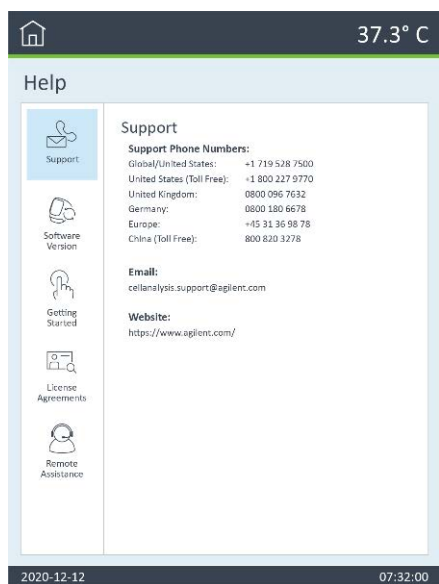 37.3° C
Help
Support
Software
Version
Getting
Started
License
Agreements
Remote
Assistance
Support
Support Phone Numbers:
Global/United States: +1 719 528 7500
United States (Toll Free): +1 800 227 9770
United Kingdom: 0800 096 7632
Germany: 0800 180 6678
Europe: +45 31 36 98 78
China (Toll Free): 800 820 3278
Email:
cellanalysis.support@agilent.com
Website:
https://www.agilent.com/
2020-12-12 07:32:00